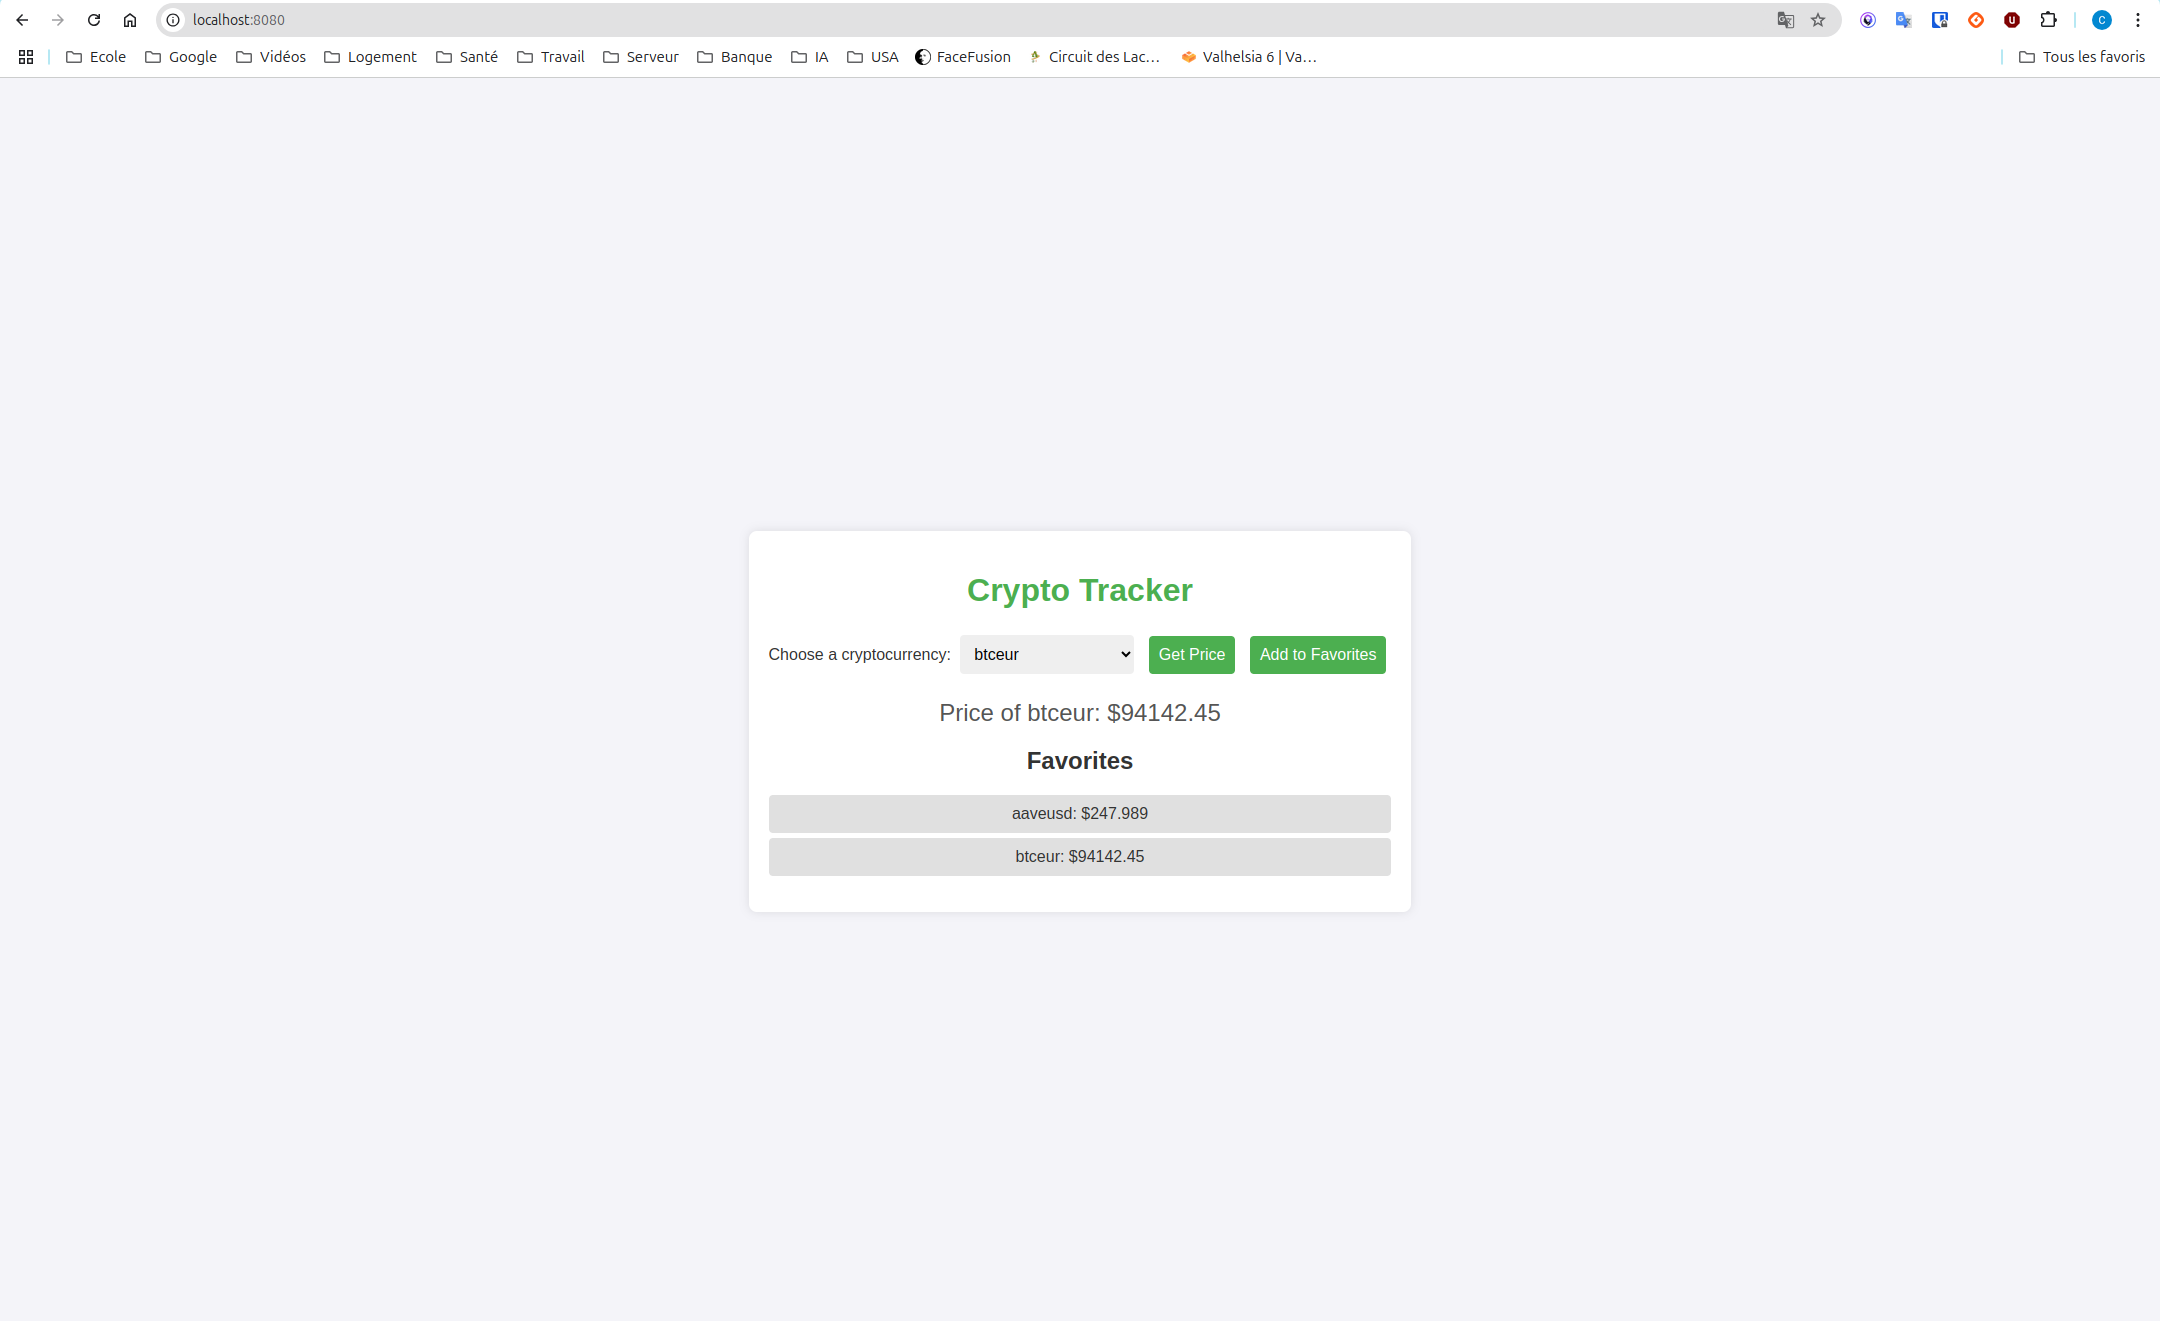 localhost:8080
Ecole Google Vidéos Logement Santé Travail Serveur Banque IA USA FaceFusion Circuit des Lac... Valhelsia 6 | Va... Tous les favoris
Crypto Tracker
Choose a cryptocurrency: btceur Get Price Add to Favorites
Price of btceur: $94142.45
Favorites
aaveusd: $247.989
btceur: $94142.45